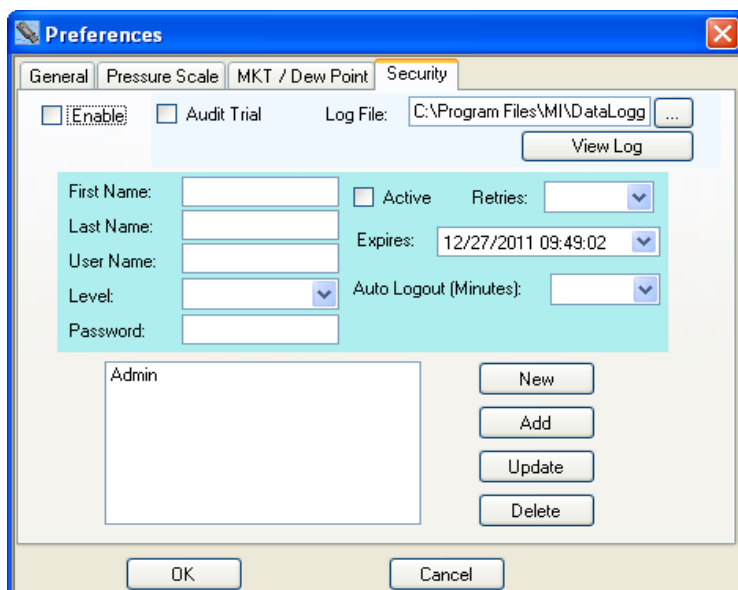 Preferences
General Pressure Scale MKT / Dew Point Security
Enable Audit Trial Log File: C:\Program Files\MI\DataLogg ...
View Log
First Name: Active Retries:
Last Name:
Expires: 12/27/2011 09:49:02
User Name:
Level: Auto Logout (Minutes):
Password:
Admin
New
Add
Update
Delete
OK Cancel